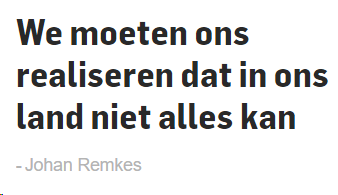 We moeten ons
realiseren dat in ons
land niet alles kan
- Johan Remkes